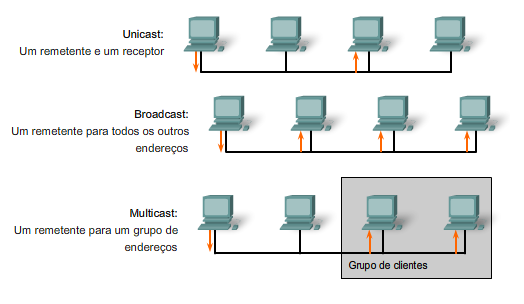 Unicast:
Um remetente e um receptor
Broadcast:
Um remetente para todos os outros
endereços
Multicast:
Um remetente para um grupo de
endereços
Grupo de clientes